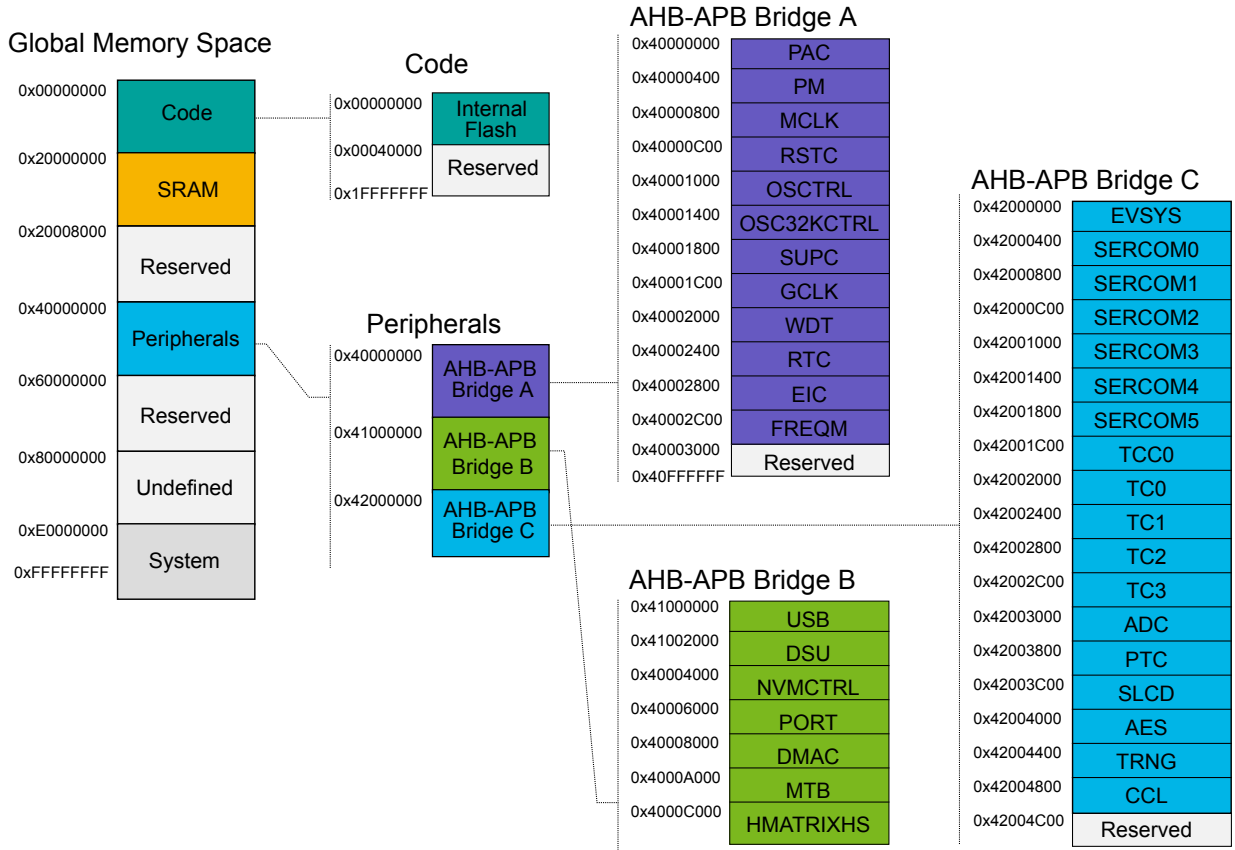 Global Memory Space
0x00000000
Code
0x20000000
SRAM
0x20008000
Reserved
0x40000000
Peripherals
0x60000000
Reserved
0x80000000
Undefined
0xE0000000
System
0xFFFFFFFF
Code
0x00000000
Internal
Flash
0x00040000
Reserved
0x1FFFFFFF
Peripherals
0x40000000
AHB-APB
Bridge A
0x41000000
AHB-APB
Bridge B
0x42000000
AHB-APB
Bridge C
AHB-APB Bridge A
0x40000000
PAC
0x40000400
PM
0x40000800
MCLK
0x40000C00
RSTC
0x40001000
OSCTRL
0x40001400
OSC32KCTRL
0x40001800
SUPC
0x40001C00
GCLK
0x40002000
WDT
0x40002400
RTC
0x40002800
EIC
0x40002C00
FREQM
0x40003000
Reserved
0x40FFFFFF
AHB-APB Bridge B
0x41000000
USB
0x41002000
DSU
0x40004000
NVMCTRL
0x40006000
PORT
0x40008000
DMAC
0x4000A000
MTB
0x4000C000
HMATRIXHS
AHB-APB Bridge C
0x42000000
EVSYS
0x42000400
SERCOM0
0x42000800
SERCOM1
0x42000C00
SERCOM2
0x42001000
SERCOM3
0x42001400
SERCOM4
0x42001800
SERCOM5
0x42001C00
TCC0
0x42002000
TC0
0x42002400
TC1
0x42002800
TC2
0x42002C00
TC3
0x42003000
ADC
0x42003800
PTC
0x42003C00
SLCD
0x42004000
AES
0x42004400
TRNG
0x42004800
CCL
0x42004C00
Reserved